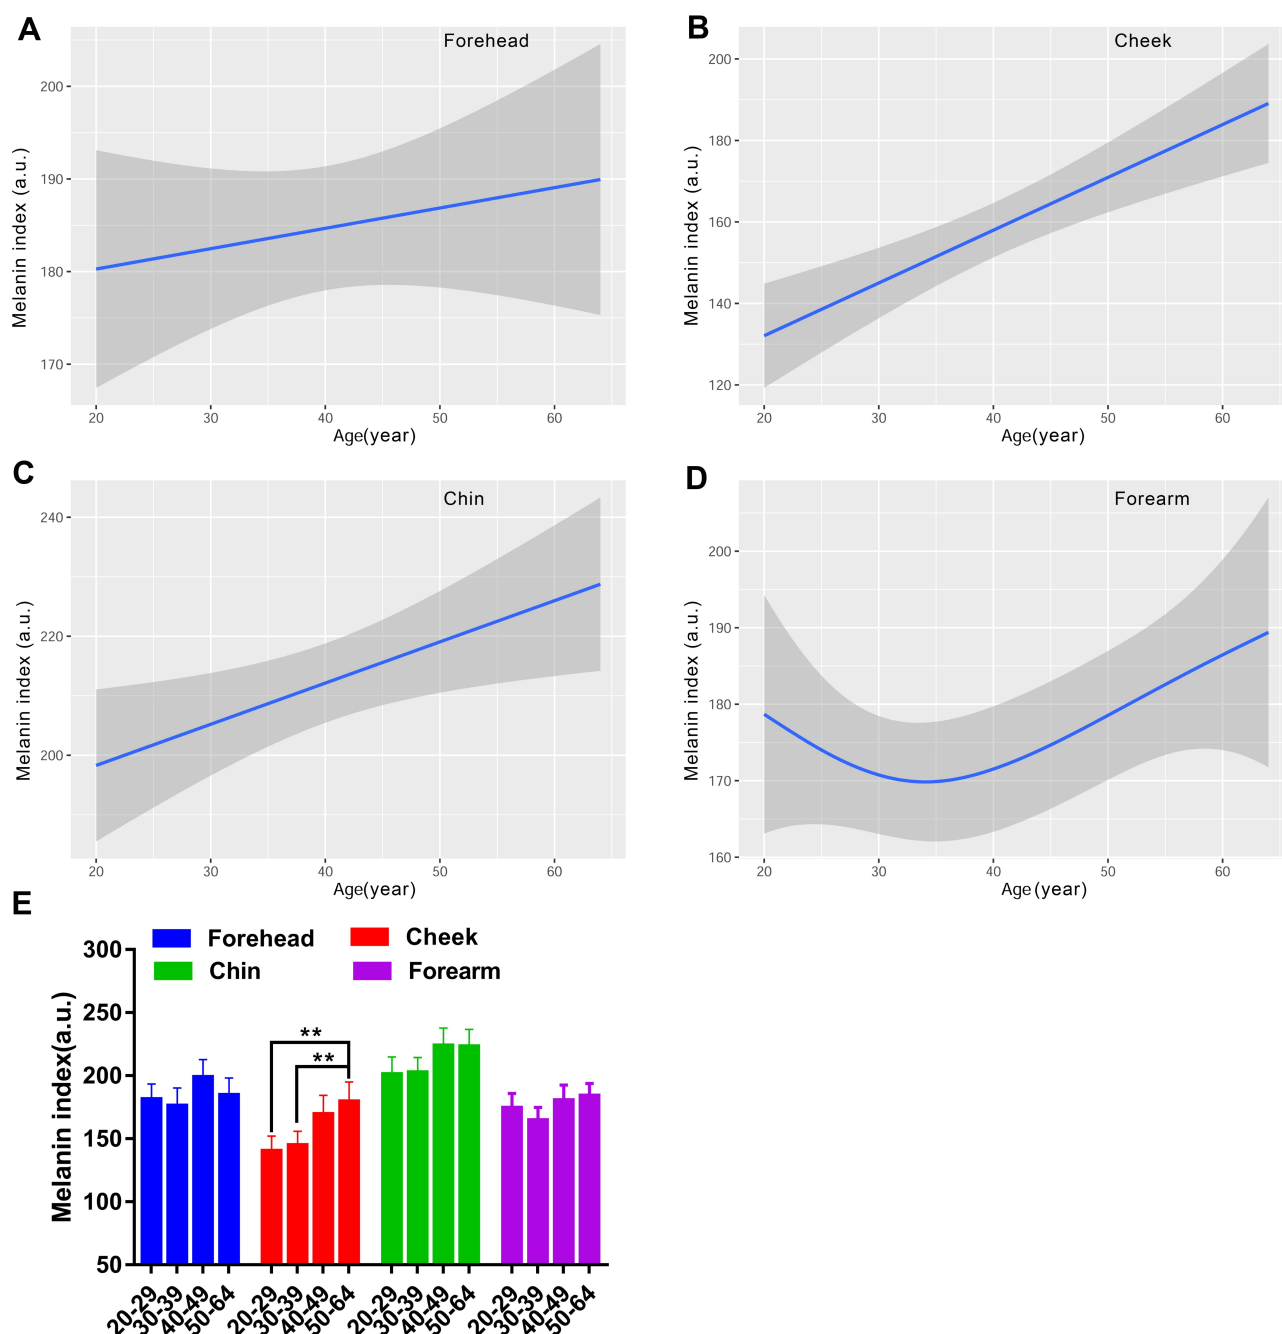 A
Forehead
200
190
180
170
Melanin index (a.u.)
20 30 40 50 60
Age(year)
B
Cheek
200
180
160
140
120
Melanin index (a.u.)
20 30 40 50 60
Age(year)
C
Chin
240
220
200
Melanin index (a.u.)
20 30 40 50 60
Age(year)
D
Forearm
200
190
180
170
160
Melanin index (a.u.)
20 30 40 50 60
Age(year)
E
Forehead Cheek
Chin Forearm
300
250
200
150
100
50
Melanin index(a.u.)
**
**
20-29 30-39 40-49 50-64 20-29 30-39 40-49 50-64 20-29 30-39 40-49 50-64 20-29 30-39 40-49 50-64